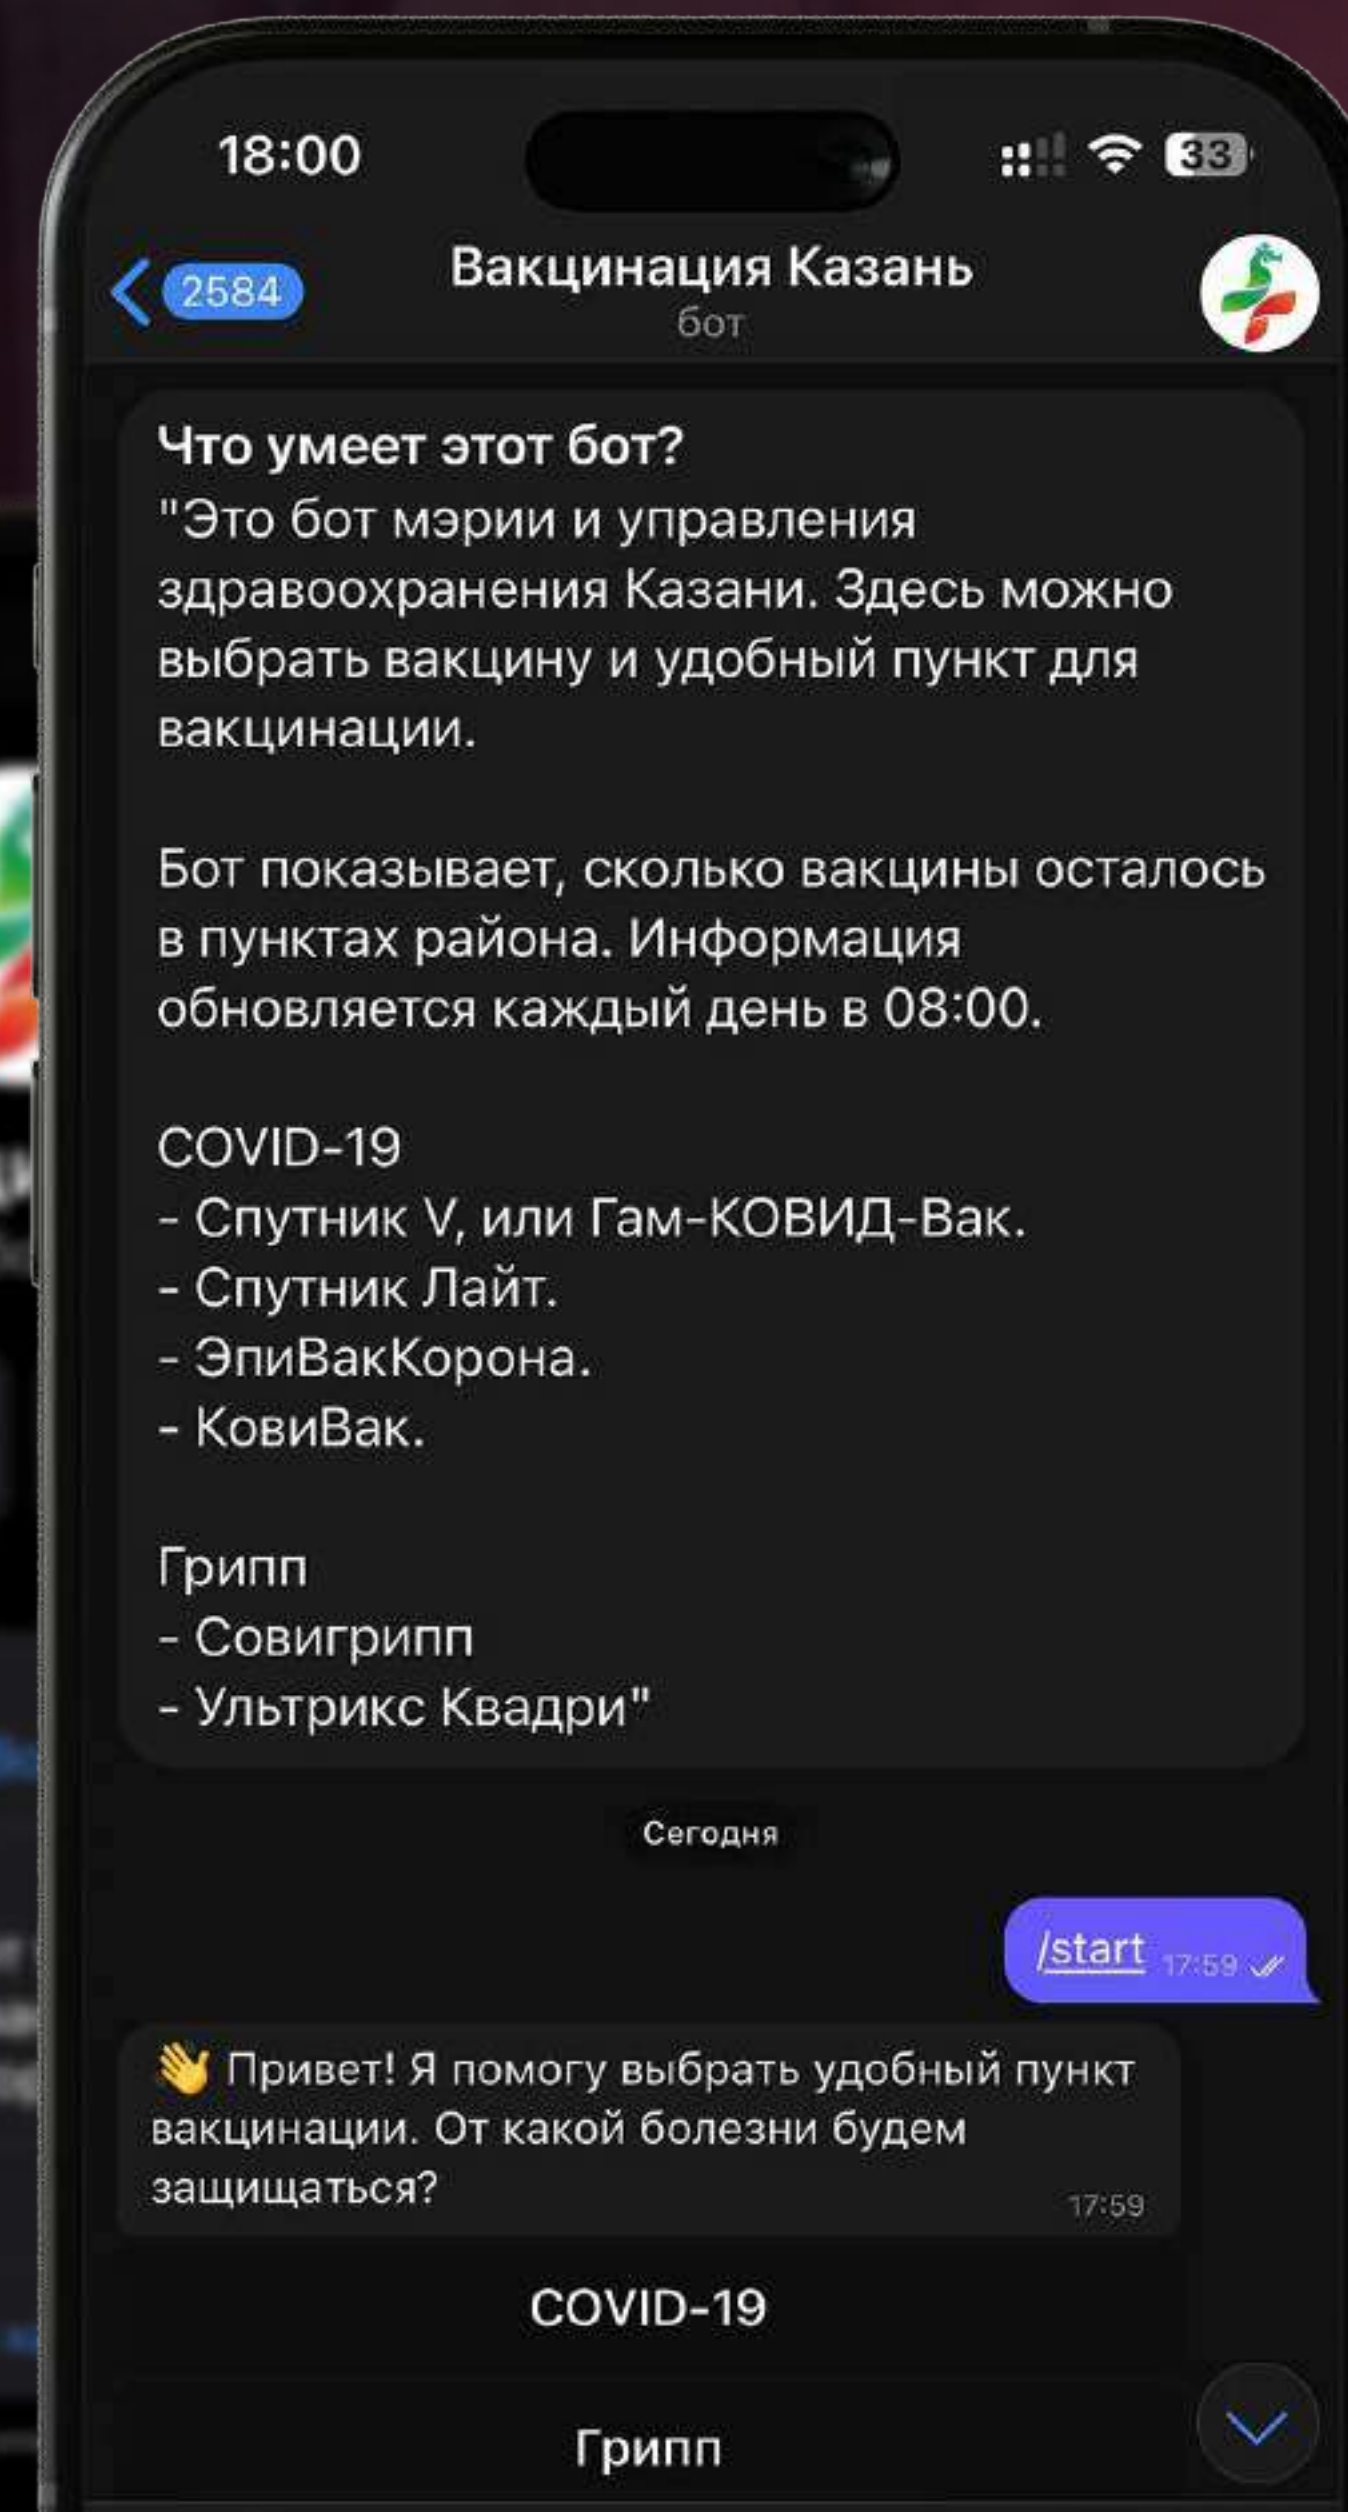 18:00
33
2584
Вакцинация Казань
бот
Что умеет этот бот?
"Это бот мэрии и управления
здравоохранения Казани. Здесь можно
выбрать вакцину и удобный пункт для
вакцинации.
Бот показывает, сколько вакцины осталось
в пунктах района. Информация
обновляется каждый день в 08:00.
COVID-19
- Спутник V, или Гам-КОВИД-Вак.
- Спутник Лайт.
- ЭпиВакКорона.
- КовиВак.
Грипп
- Совигрипп
- Ультрикс Квадри"
Сегодня
/start 17:59
👋 Привет! Я помогу выбрать удобный пункт
вакцинации. От какой болезни будем
защищаться?
17:59
COVID-19
Грипп